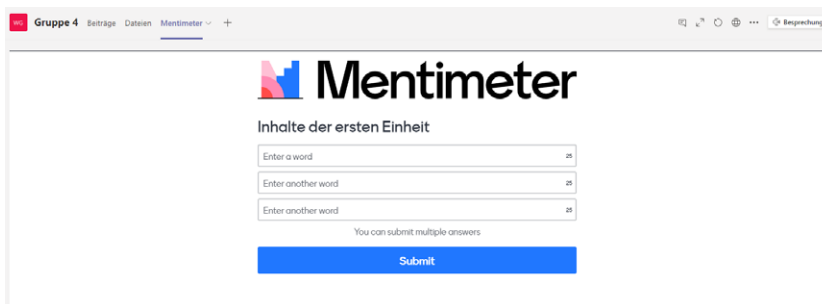 WG Gruppe 4 Beiträge Dateien Mentimeter Besprechung
Mentimeter
Inhalte der ersten Einheit
Enter a word 25
Enter another word 25
Enter another word 25
You can submit multiple answers
Submit